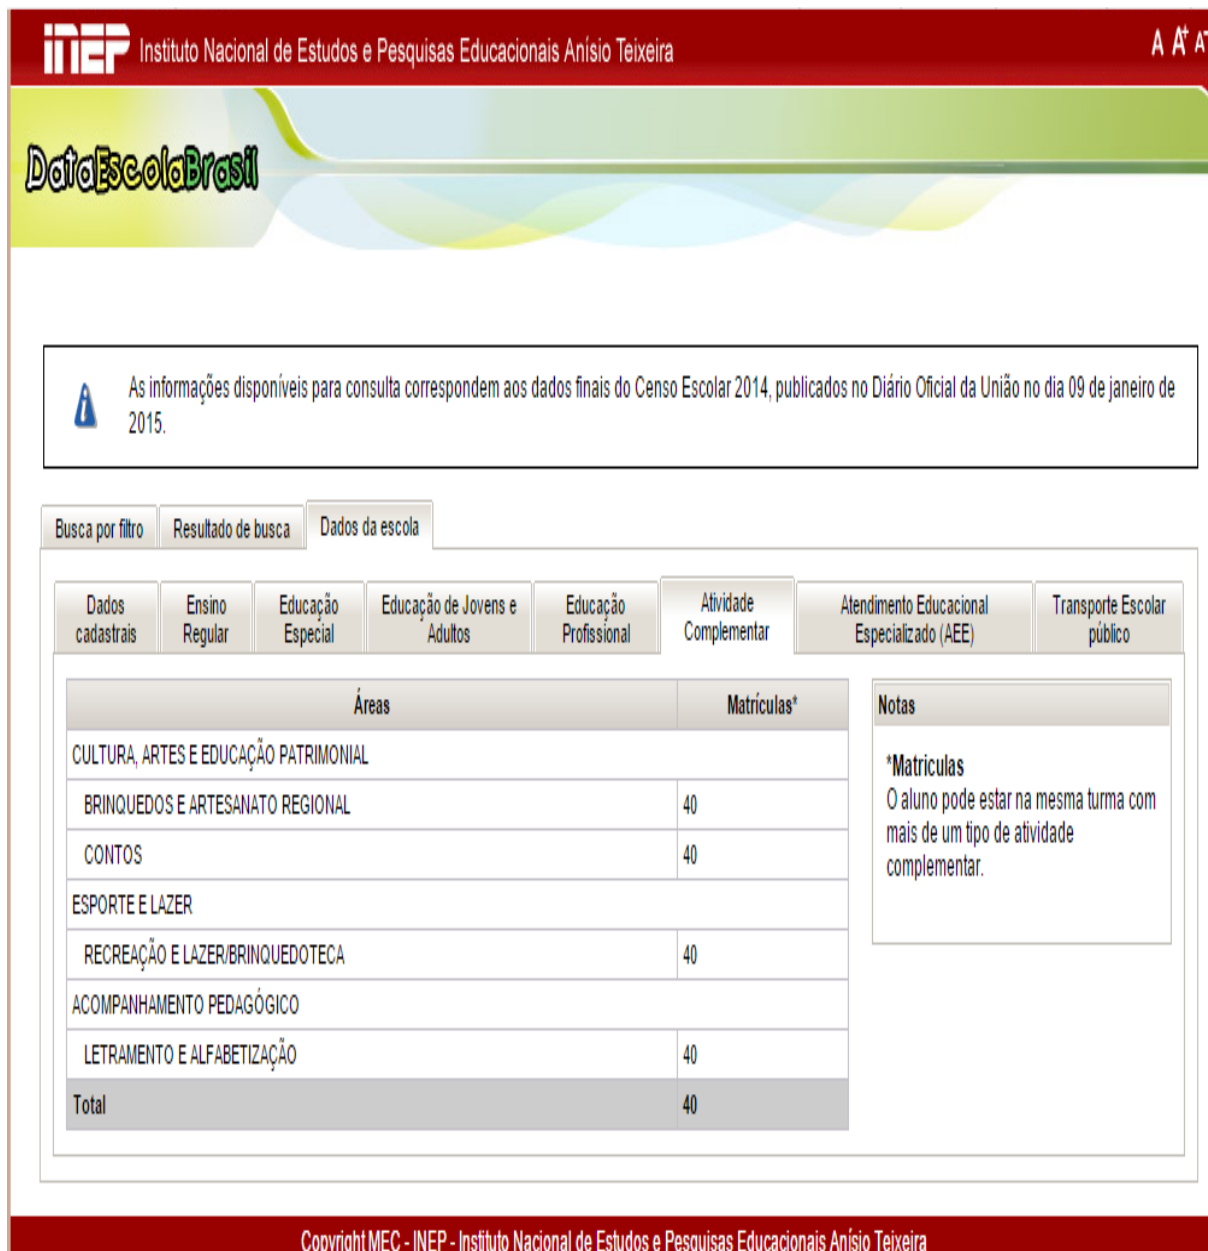 inep Instituto Nacional de Estudos e Pesquisas Educacionais Anísio Teixeira A A+ A-
DataEscolaBrasil
As informações disponíveis para consulta correspondem aos dados finais do Censo Escolar 2014, publicados no Diário Oficial da União no dia 09 de janeiro de
2015.
Busca por filtro Resultado de busca Dados da escola
Dados cadastrais Ensino Regular Educação Especial Educação de Jovens e Adultos Educação Profissional Atividade Complementar Atendimento Educacional Especializado (AEE) Transporte Escolar público
Áreas Matrículas*
CULTURA, ARTES E EDUCAÇÃO PATRIMONIAL
BRINQUEDOS E ARTESANATO REGIONAL 40
CONTOS 40
ESPORTE E LAZER
RECREAÇÃO E LAZER/BRINQUEDOTECA 40
ACOMPANHAMENTO PEDAGÓGICO
LETRAMENTO E ALFABETIZAÇÃO 40
Total 40
Notas
*Matriculas
O aluno pode estar na mesma turma com
mais de um tipo de atividade
complementar.
Copyright MEC - INEP - Instituto Nacional de Estudos e Pesquisas Educacionais Anísio Teixeira